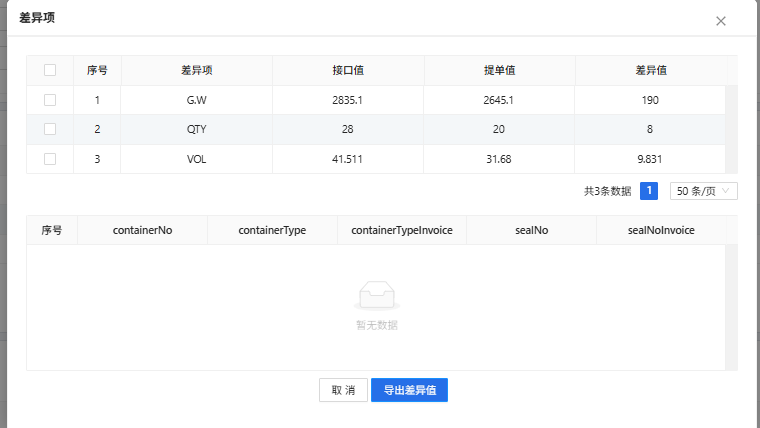 差异项
序号 差异项 接口值 提单值 差异值
1 G.W 2835.1 2645.1 190
2 QTY 28 20 8
3 VOL 41.511 31.68 9.831
共3条数据 1 50 条/页
序号 containerNo containerType containerTypeInvoice sealNo sealNoInvoice
暂无数据
取 消 导出差异值